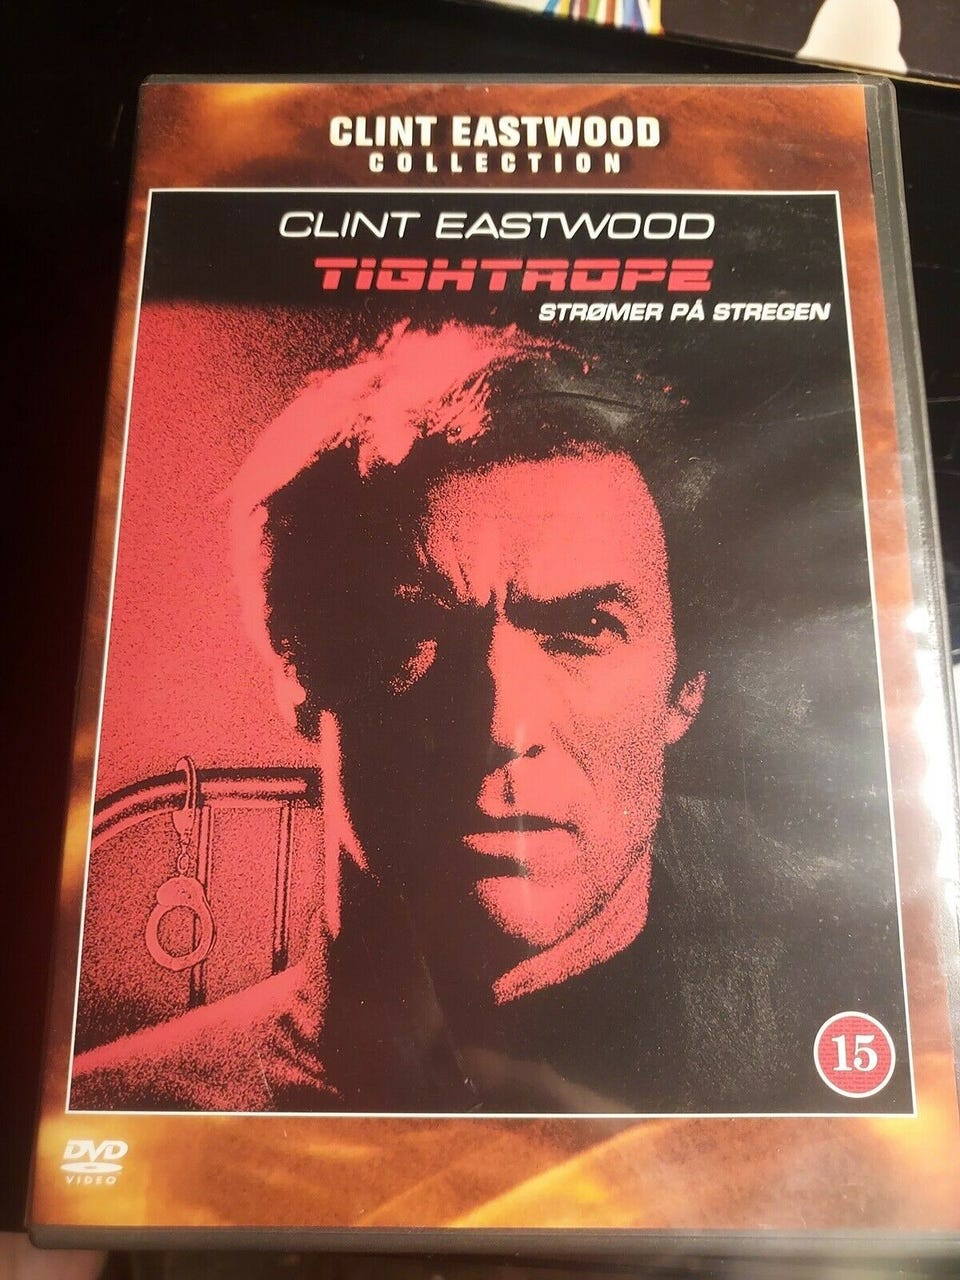 CLINT EASTWOOD
COLLECTION
CLINT EASTWOOD
TIGHTROPE
STRØMER PÅ STREGEN
15
DVD
VIDEO